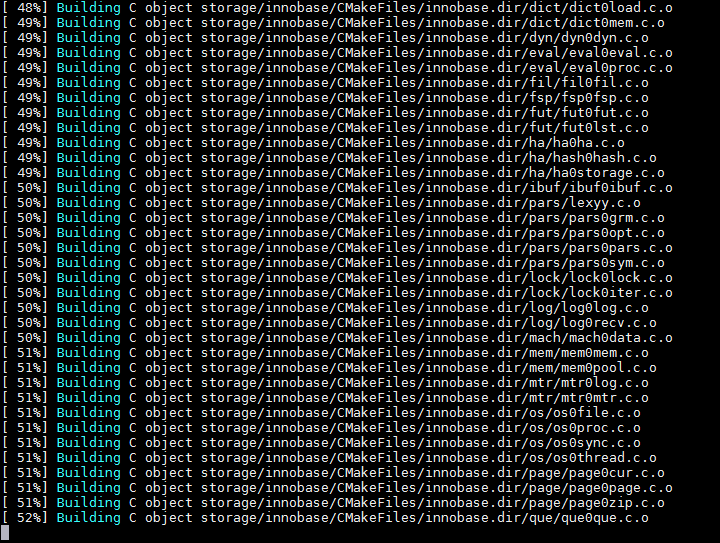 [ 48%] Building C object storage/innobase/CMakeFiles/innobase.dir/dict/dict0load.c.o
[ 49%] Building C object storage/innobase/CMakeFiles/innobase.dir/dict/dict0mem.c.o
[ 49%] Building C object storage/innobase/CMakeFiles/innobase.dir/dyn/dyn0dyn.c.o
[ 49%] Building C object storage/innobase/CMakeFiles/innobase.dir/eval/eval0eval.c.o
[ 49%] Building C object storage/innobase/CMakeFiles/innobase.dir/eval/eval0proc.c.o
[ 49%] Building C object storage/innobase/CMakeFiles/innobase.dir/fil/fil0fil.c.o
[ 49%] Building C object storage/innobase/CMakeFiles/innobase.dir/fsp/fsp0fsp.c.o
[ 49%] Building C object storage/innobase/CMakeFiles/innobase.dir/fut/fut0fut.c.o
[ 49%] Building C object storage/innobase/CMakeFiles/innobase.dir/fut/fut0lst.c.o
[ 49%] Building C object storage/innobase/CMakeFiles/innobase.dir/ha/ha0ha.c.o
[ 49%] Building C object storage/innobase/CMakeFiles/innobase.dir/ha/hash0hash.c.o
[ 49%] Building C object storage/innobase/CMakeFiles/innobase.dir/ha/ha0storage.c.o
[ 50%] Building C object storage/innobase/CMakeFiles/innobase.dir/ibuf/ibuf0ibuf.c.o
[ 50%] Building C object storage/innobase/CMakeFiles/innobase.dir/pars/lexyy.c.o
[ 50%] Building C object storage/innobase/CMakeFiles/innobase.dir/pars/pars0grm.c.o
[ 50%] Building C object storage/innobase/CMakeFiles/innobase.dir/pars/pars0opt.c.o
[ 50%] Building C object storage/innobase/CMakeFiles/innobase.dir/pars/pars0pars.c.o
[ 50%] Building C object storage/innobase/CMakeFiles/innobase.dir/pars/pars0sym.c.o
[ 50%] Building C object storage/innobase/CMakeFiles/innobase.dir/lock/lock0lock.c.o
[ 50%] Building C object storage/innobase/CMakeFiles/innobase.dir/lock/lock0iter.c.o
[ 50%] Building C object storage/innobase/CMakeFiles/innobase.dir/log/log0log.c.o
[ 50%] Building C object storage/innobase/CMakeFiles/innobase.dir/log/log0recv.c.o
[ 50%] Building C object storage/innobase/CMakeFiles/innobase.dir/mach/mach0data.c.o
[ 51%] Building C object storage/innobase/CMakeFiles/innobase.dir/mem/mem0mem.c.o
[ 51%] Building C object storage/innobase/CMakeFiles/innobase.dir/mem/mem0pool.c.o
[ 51%] Building C object storage/innobase/CMakeFiles/innobase.dir/mtr/mtr0log.c.o
[ 51%] Building C object storage/innobase/CMakeFiles/innobase.dir/mtr/mtr0mtr.c.o
[ 51%] Building C object storage/innobase/CMakeFiles/innobase.dir/os/os0file.c.o
[ 51%] Building C object storage/innobase/CMakeFiles/innobase.dir/os/os0proc.c.o
[ 51%] Building C object storage/innobase/CMakeFiles/innobase.dir/os/os0sync.c.o
[ 51%] Building C object storage/innobase/CMakeFiles/innobase.dir/os/os0thread.c.o
[ 51%] Building C object storage/innobase/CMakeFiles/innobase.dir/page/page0cur.c.o
[ 51%] Building C object storage/innobase/CMakeFiles/innobase.dir/page/page0page.c.o
[ 51%] Building C object storage/innobase/CMakeFiles/innobase.dir/page/page0zip.c.o
[ 52%] Building C object storage/innobase/CMakeFiles/innobase.dir/que/que0que.c.o